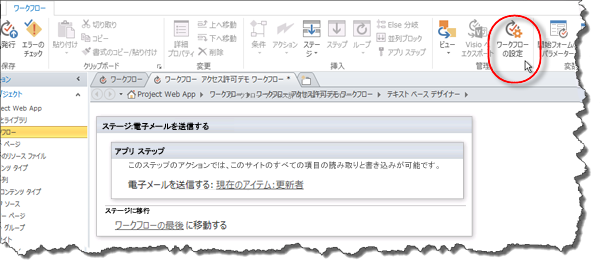 ワークフロー
切り取り
コピー
書式のコピー/貼り付け
クリップボード
発行
エラーの
チェック
貼り付け
保存
詳細
プロパティ
上へ移動
下へ移動
削除
変更
条件
アクション
ステー
ジ
ステップ
ループ
Else 分岐
並列ブロック
アプリ ステップ
挿入
ビュー
Visio へ
エクスポート
管理
ワークフロー
の設定
開始フォーム
パラメーター
変数
ション
ジェクト
ject Web App
とライブラリ
フロー
ページ
のリソース ファイル
テンツ タイプ
列
コンテンツ タイプ
ソース
ー ページ
グループ
サイト
ワークフロー
ワークフロー アクセス許可デモ ワークフロー *
Project Web App
ワークフロー
ワークフロー アクセス許可デモ ワークフロー
テキスト ベース デザイナー
ステージ:電子メールを送信する
アプリ ステップ
このステップのアクションでは、このサイトのすべての項目の読み取りと書き込みが可能です。
電子メールを送信する: 現在のアイテム:更新者
ステージに移行
ワークフローの最後 に移動する